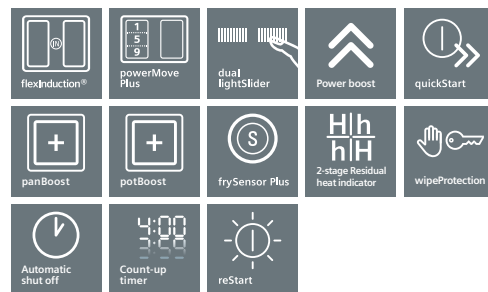 IN
flexInduction®
1
5
9
powerMove
Plus
dual
lightSlider
Power boost
quickStart
+
panBoost
+
potBoost
S
frySensor Plus
H h
h H
2-stage Residual
heat indicator
wipeProtection
Automatic
shut off
4:00
3:59
Count-up
timer
reStart